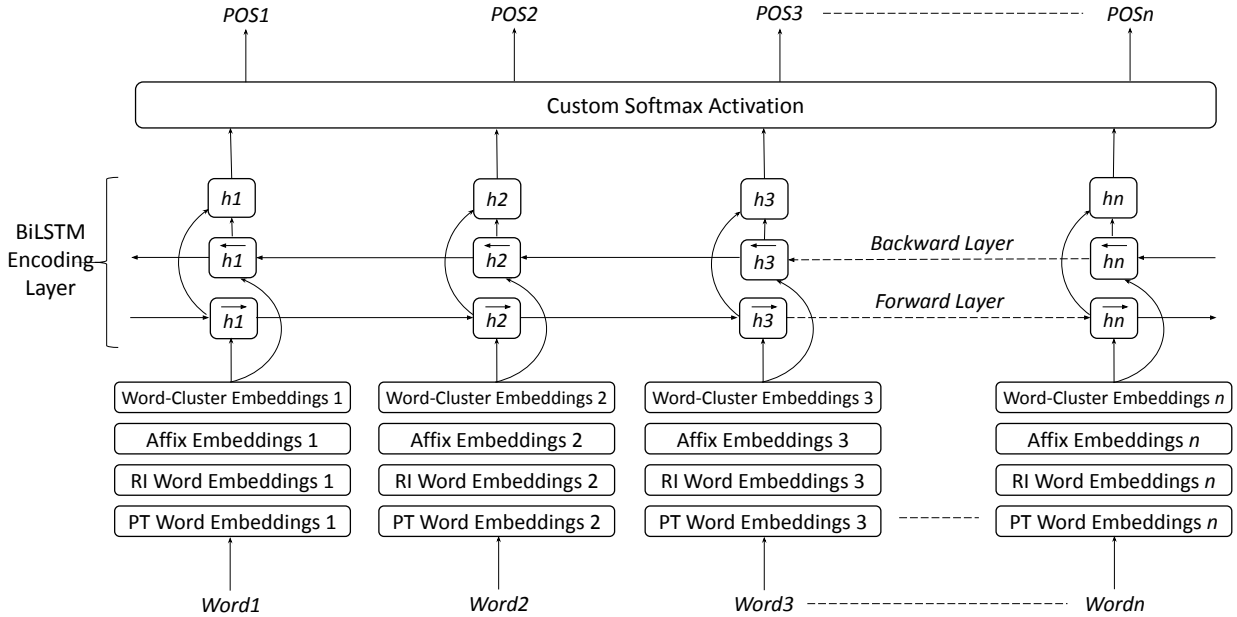 POS1 POS2 POS3 POSn
Custom Softmax Activation
h1 h2 h3 hn
BiLSTM
Encoding
Layer
Backward Layer
h1 h2 h3 hn
Forward Layer
h1 h2 h3 hn
Word-Cluster Embeddings 1 Word-Cluster Embeddings 2 Word-Cluster Embeddings 3 Word-Cluster Embeddings n
Affix Embeddings 1 Affix Embeddings 2 Affix Embeddings 3 Affix Embeddings n
RI Word Embeddings 1 RI Word Embeddings 2 RI Word Embeddings 3 RI Word Embeddings n
PT Word Embeddings 1 PT Word Embeddings 2 PT Word Embeddings 3 PT Word Embeddings n
Word1 Word2 Word3 Wordn